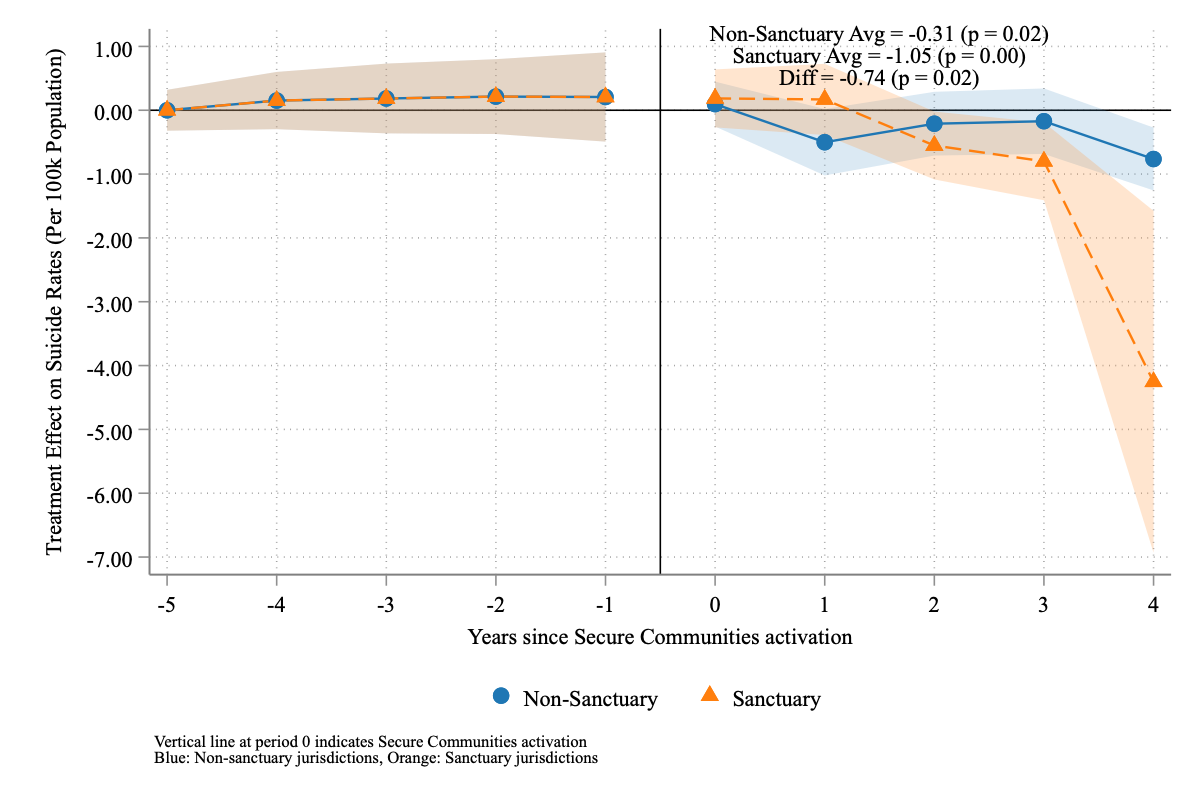 Non-Sanctuary Avg = -0.31 (p = 0.02)
Sanctuary Avg = -1.05 (p = 0.00)
Diff = -0.74 (p = 0.02)
Treatment Effect on Suicide Rates (Per 100k Population)
1.00
0.00
-1.00
-2.00
-3.00
-4.00
-5.00
-6.00
-7.00
-5 -4 -3 -2 -1 0 1 2 3 4
Years since Secure Communities activation
Non-Sanctuary Sanctuary
Vertical line at period 0 indicates Secure Communities activation
Blue: Non-sanctuary jurisdictions, Orange: Sanctuary jurisdictions